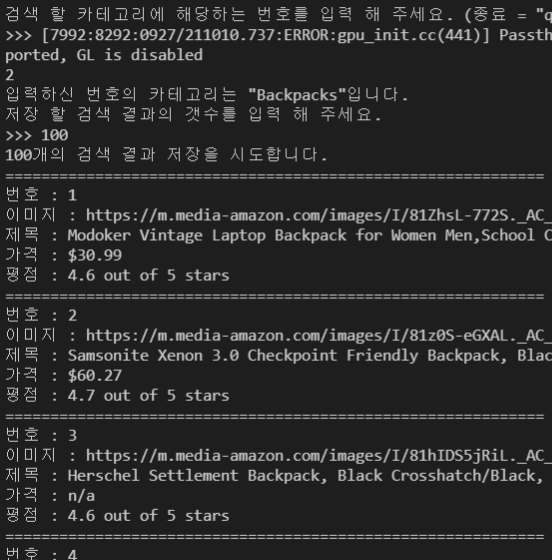 검색 할 카테고리에 해당하는 번호를 입력 해 주세요. (종료 = "q
>>> [7992:8292:0927/211010.737:ERROR:gpu_init.cc(441)] Passth
ported, GL is disabled
2
입력하신 번호의 카테고리는 "Backpacks"입니다.
저장 할 검색 결과의 갯수를 입력 해 주세요.
>>> 100
100개의 검색 결과 저장을 시도합니다.
============================================================
번호 : 1
이미지 : https://m.media-amazon.com/images/I/81ZhsL-772S._AC_
제목 : Modoker Vintage Laptop Backpack for Women Men,School C
가격 : $30.99
평점 : 4.6 out of 5 stars
============================================================
번호 : 2
이미지 : https://m.media-amazon.com/images/I/81z0S-eGXAL._AC_
제목 : Samsonite Xenon 3.0 Checkpoint Friendly Backpack, Blac
가격 : $60.27
평점 : 4.7 out of 5 stars
============================================================
번호 : 3
이미지 : https://m.media-amazon.com/images/I/81hIDS5jRiL._AC_
제목 : Herschel Settlement Backpack, Black Crosshatch/Black,
가격 : n/a
평점 : 4.6 out of 5 stars
============================================================
번호 : 4